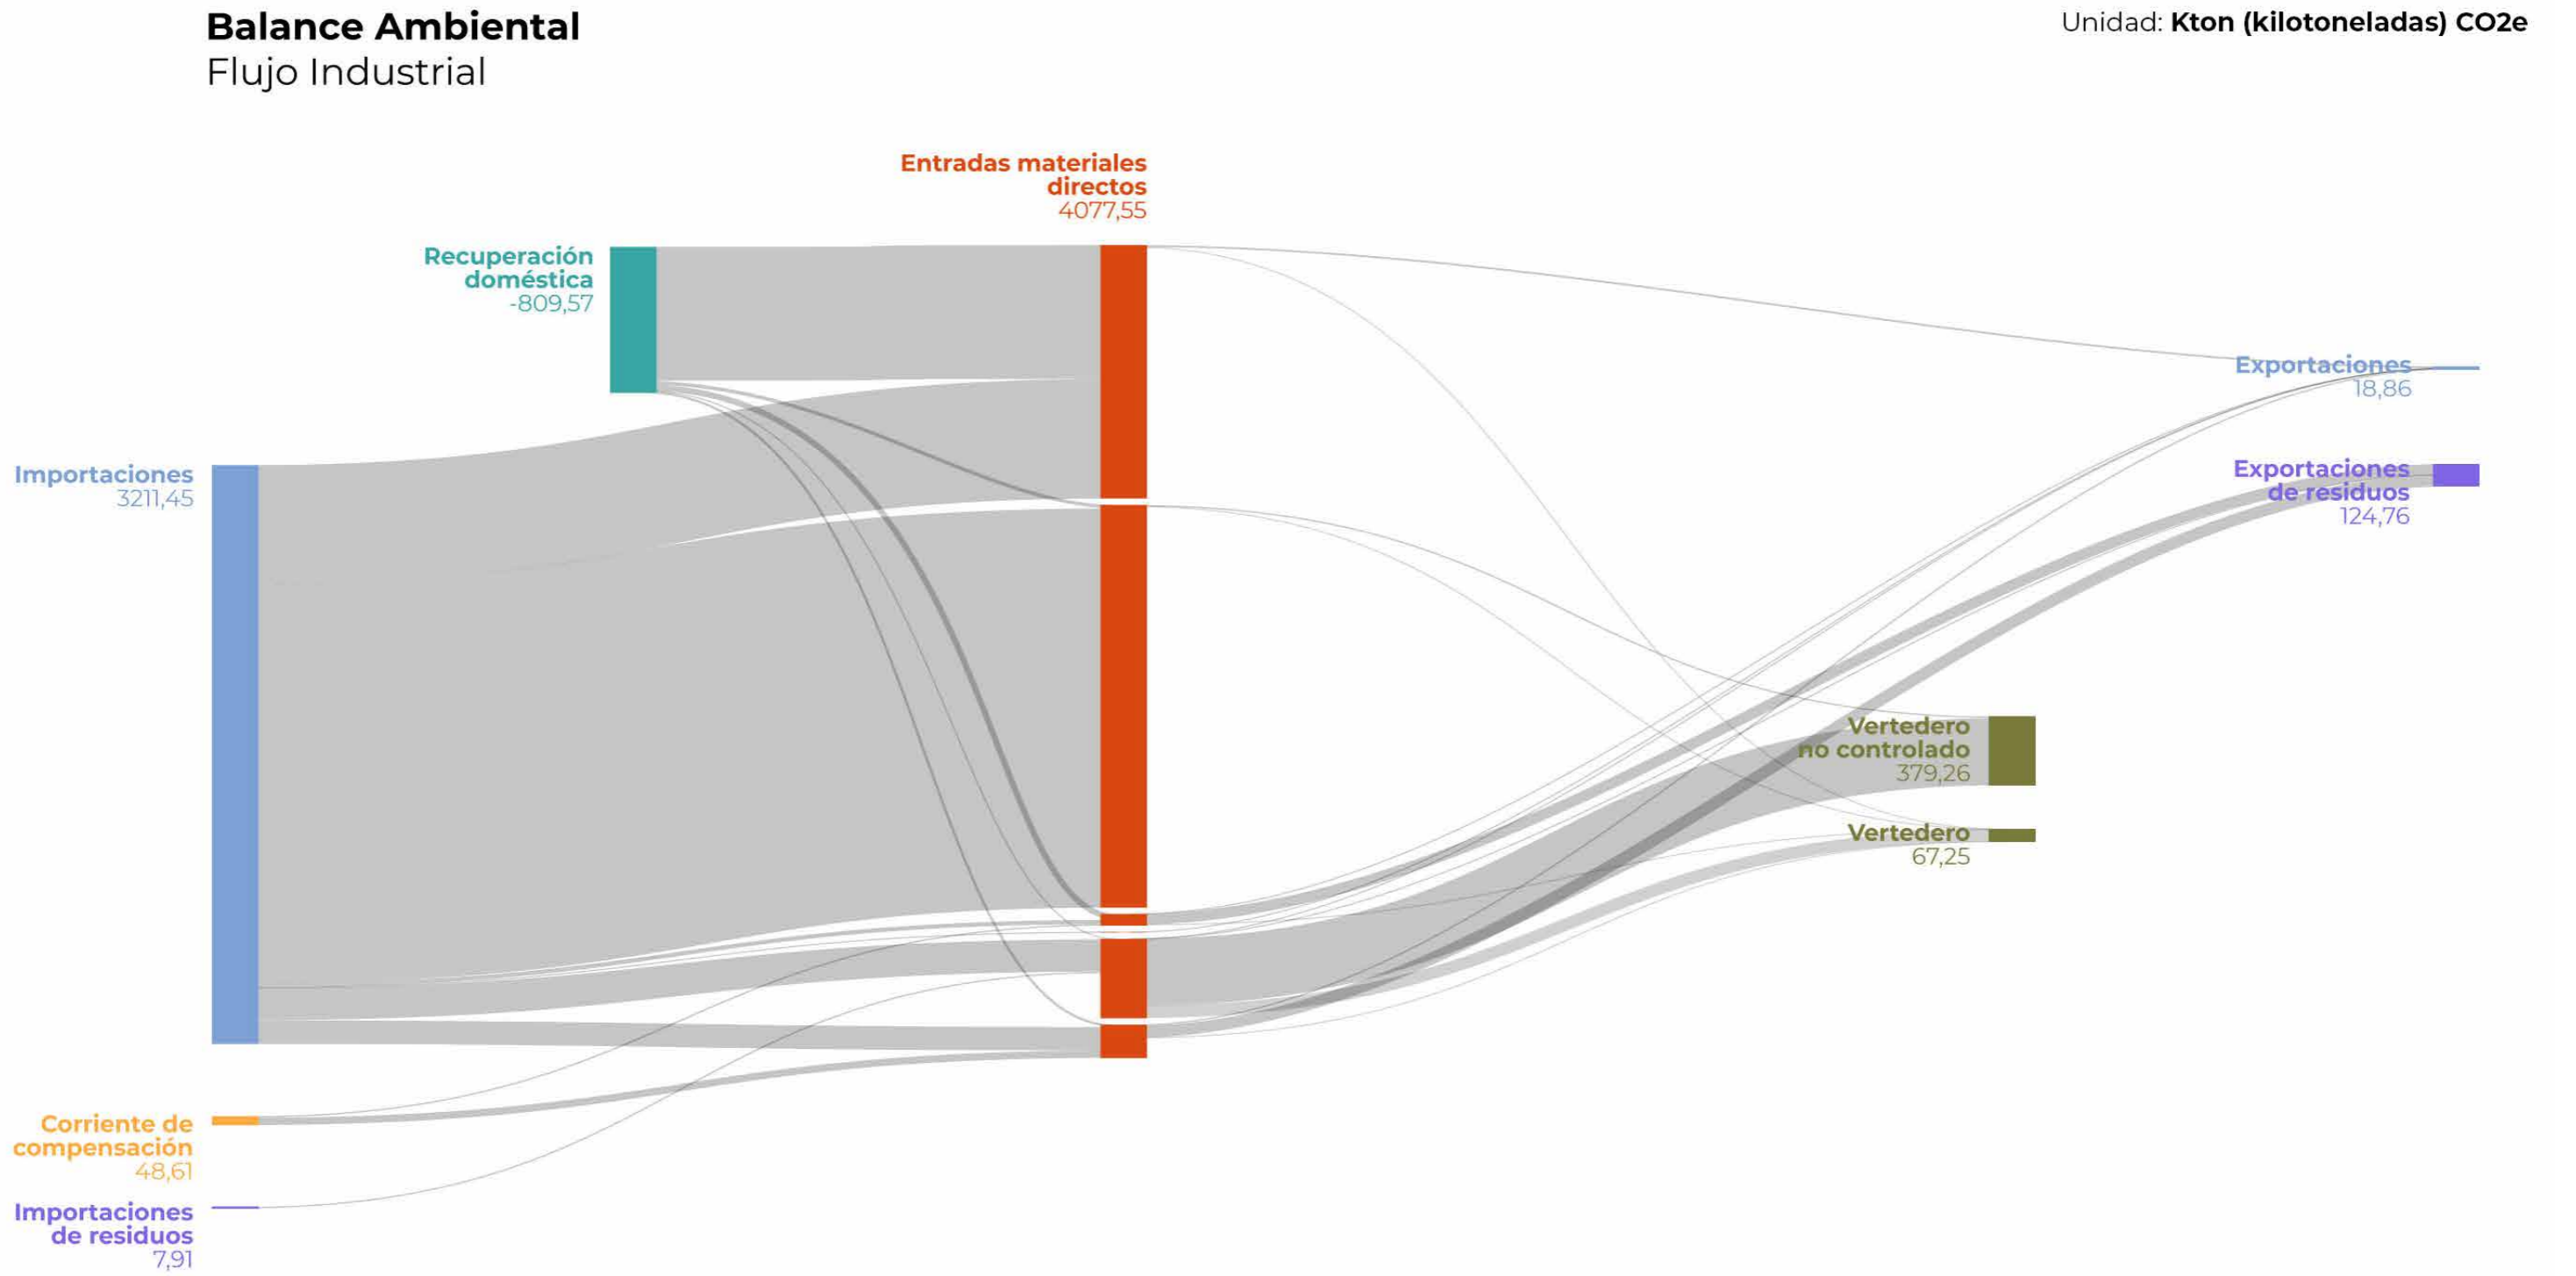 Balance Ambiental
Flujo Industrial
Unidad: Kton (kilotoneladas) CO2e
Entradas materiales
directos
4077,55
Recuperación
doméstica
-809,57
Importaciones
3211,45
Exportaciones
18,86
Exportaciones
de residuos
124,76
Vertedero
no controlado
379,26
Vertedero
67,25
Corriente de
compensación
48,61
Importaciones
de residuos
7,91